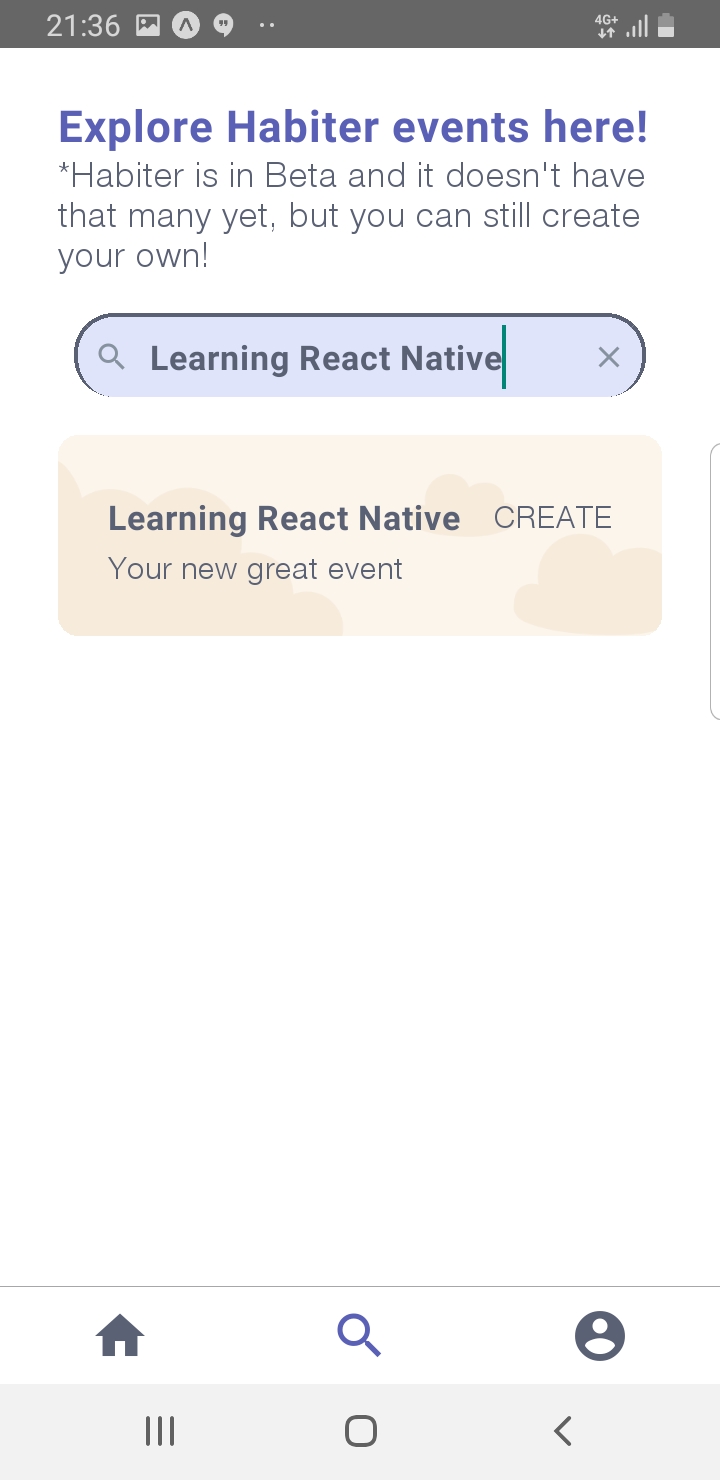 21:36
4G+
Explore Habiter events here!
*Habiter is in Beta and it doesn't have
that many yet, but you can still create
your own!
Learning React Native
Learning React Native CREATE
Your new great event